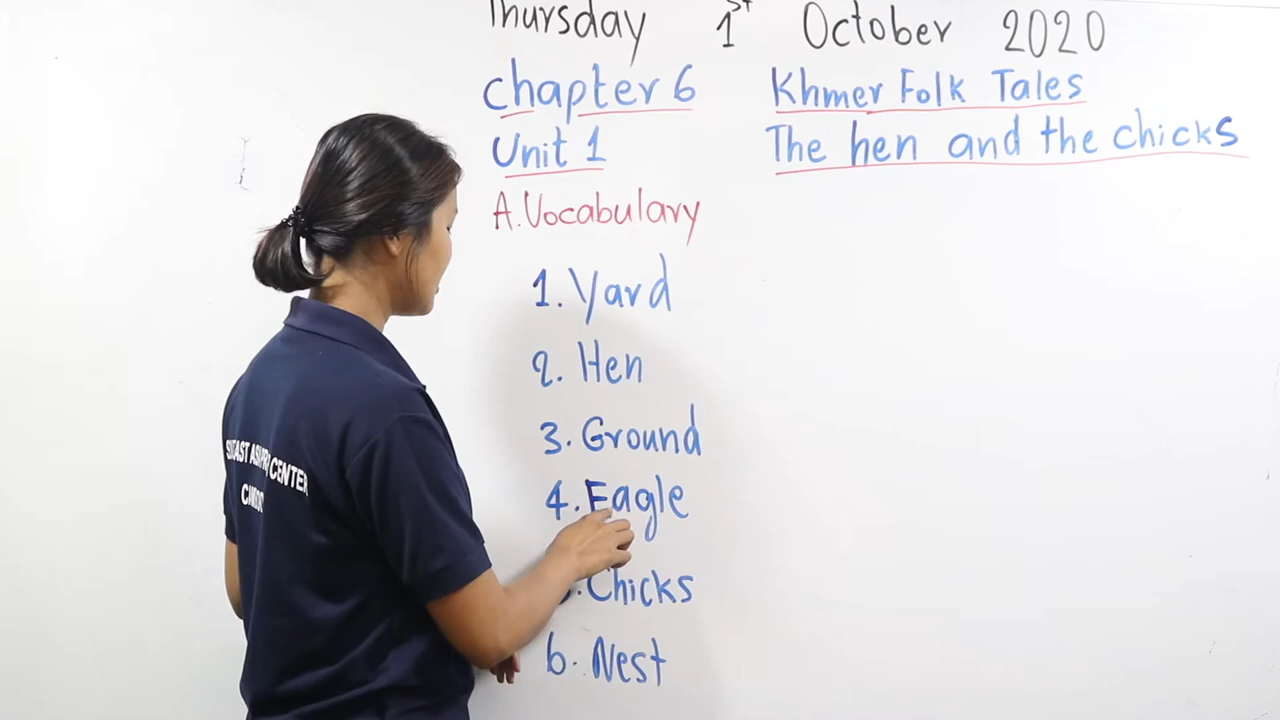 Thursday 1st October 2020
Chapter 6 Khmer Folk Tales
Unit 1 The hen and the chicks
A. Vocabulary
1. Yard
2. Hen
3. Ground
4. Eagle
Chicks
6. Nest
CENTER